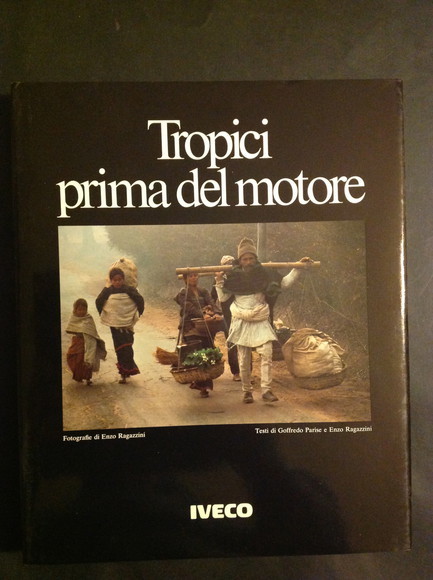 Tropici
prima del motore
Fotografie di Enzo Ragazzini
Testi di Goffredo Parise e Enzo Ragazzini
IVECO